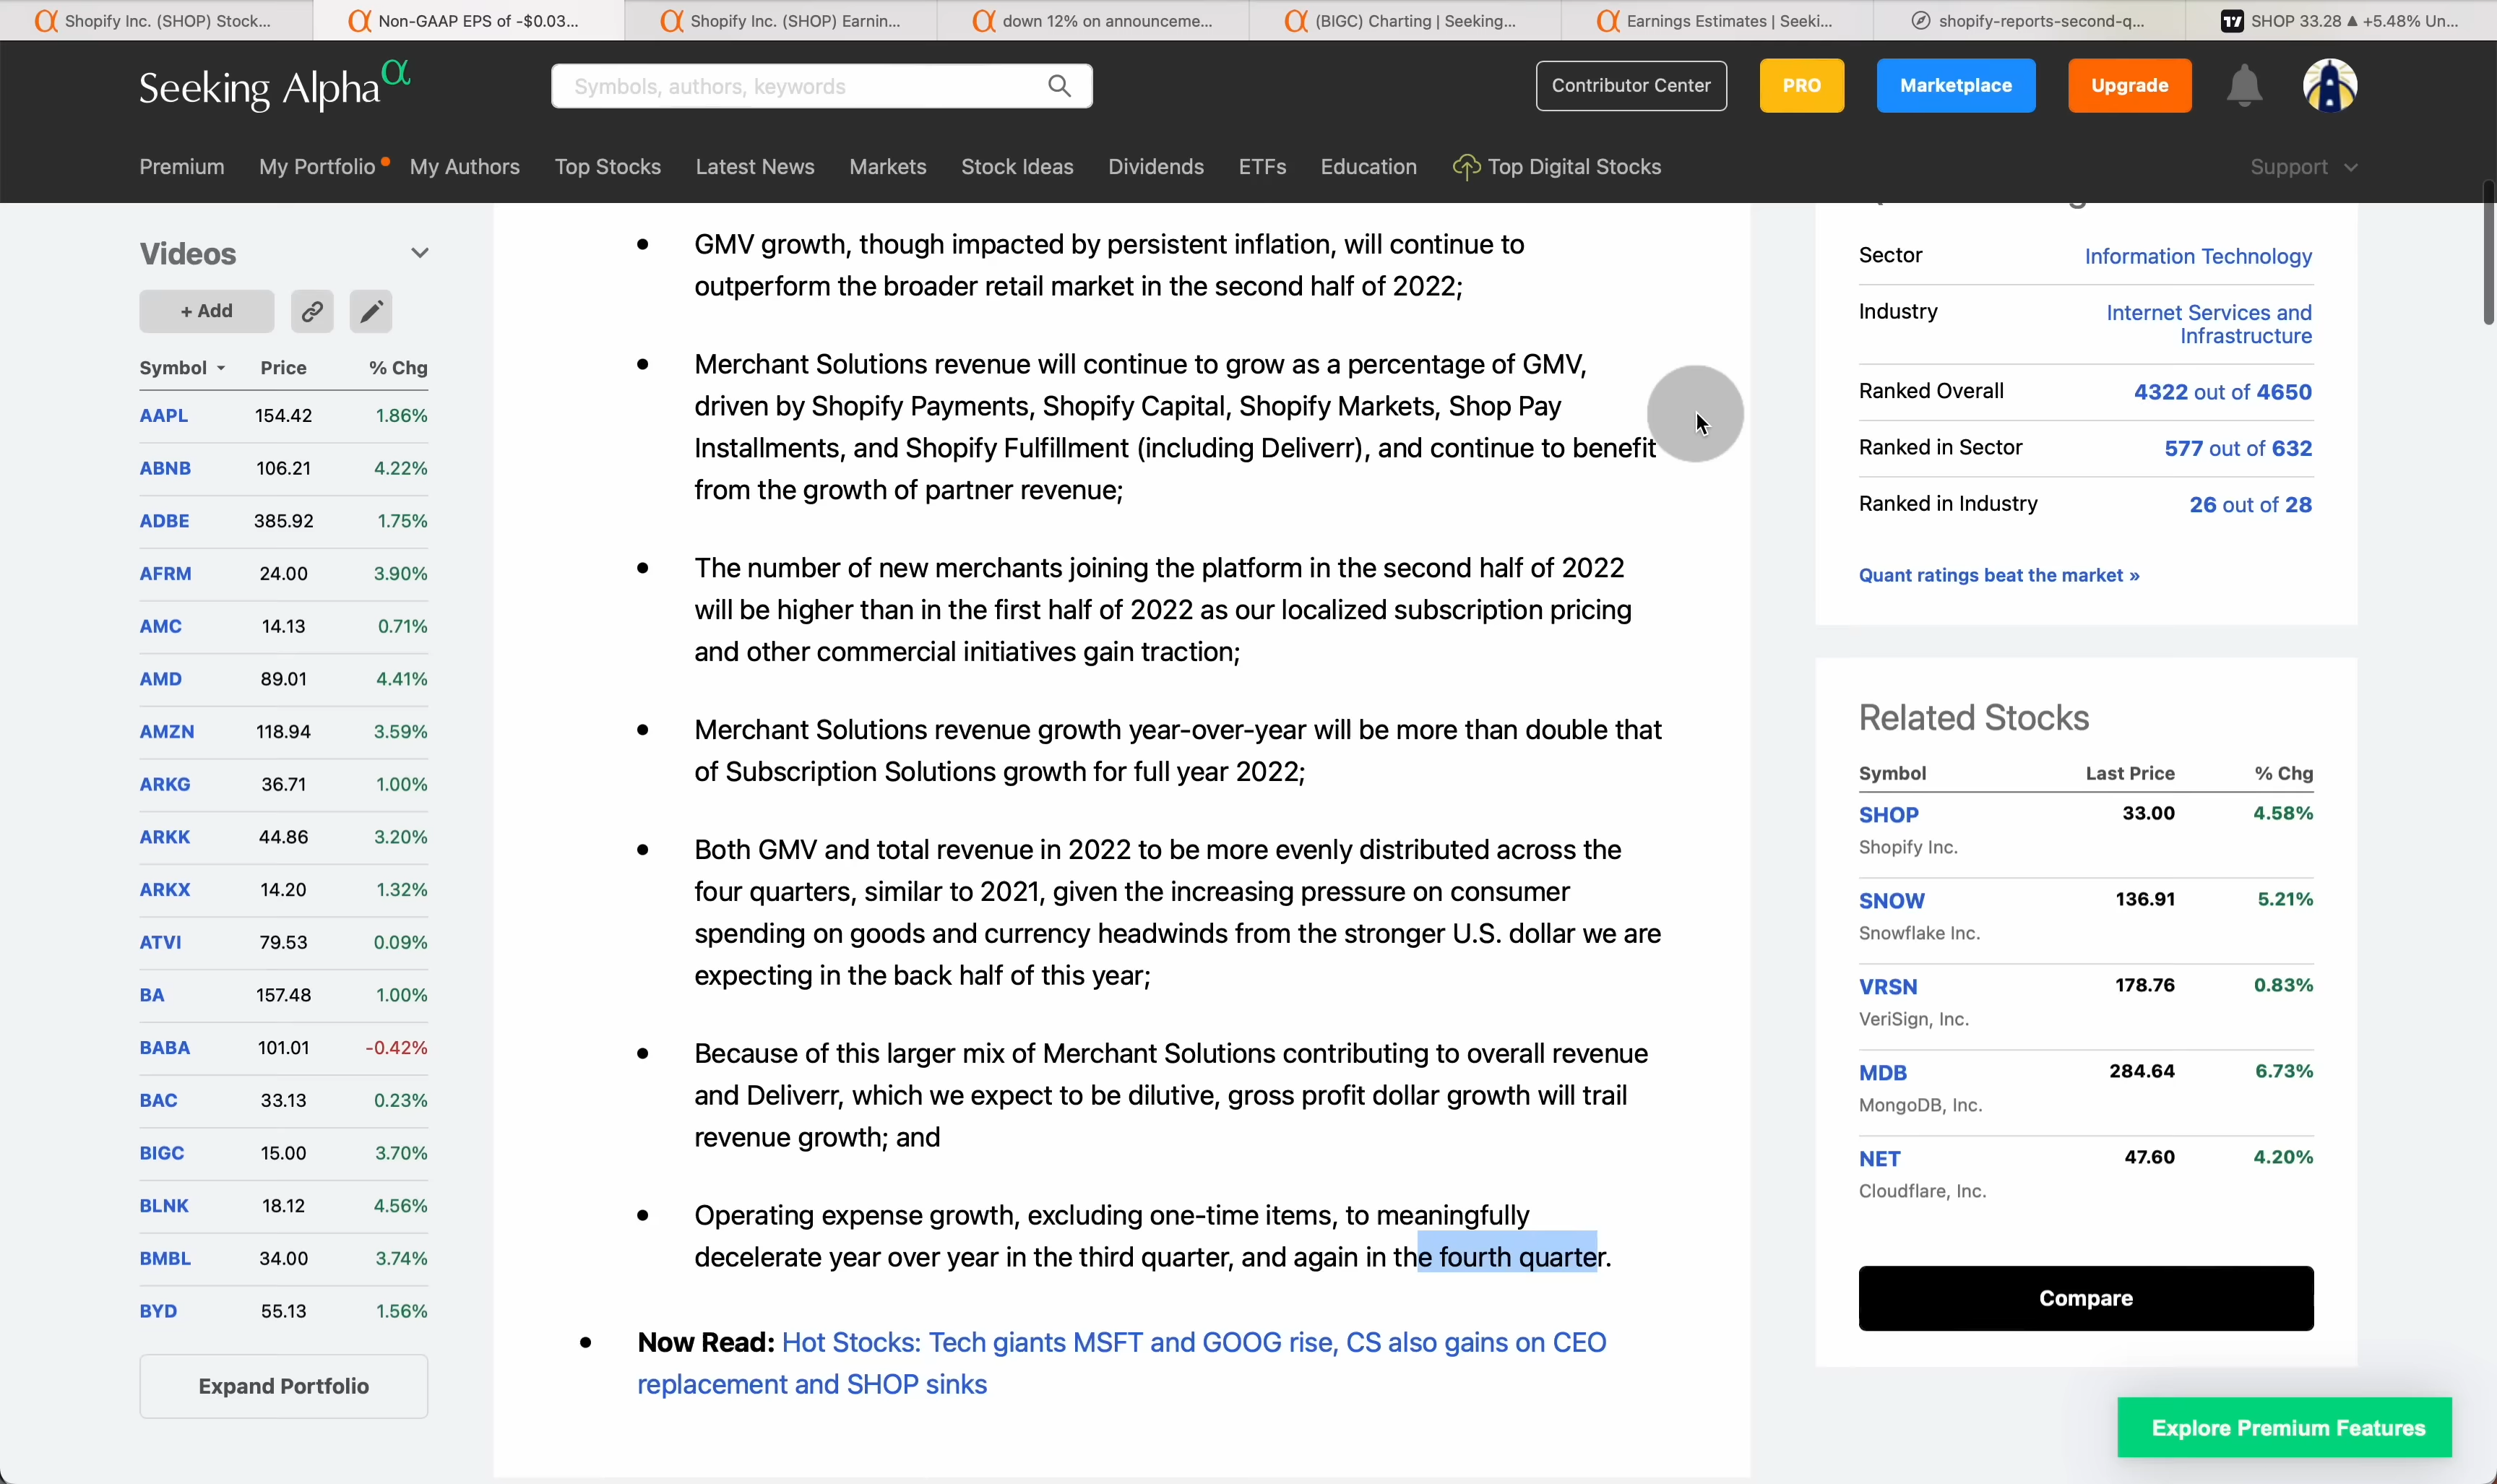 Shopify Inc. (SHOP) Stock...
Non-GAAP EPS of -$0.03...
Shopify Inc. (SHOP) Earnin...
down 12% on announceme...
(BIGC) Charting | Seeking...
Earnings Estimates | Seeki...
shopify-reports-second-q...
SHOP 33.28 ▲ +5.48% Un...
Seeking Alpha α
Symbols, authors, keywords
Contributor Center
PRO
Marketplace
Upgrade
Premium
My Portfolio
My Authors
Top Stocks
Latest News
Markets
Stock Ideas
Dividends
ETFs
Education
Top Digital Stocks
Support
Videos
+ Add
Symbol Price % Chg
AAPL 154.42 1.86%
ABNB 106.21 4.22%
ADBE 385.92 1.75%
AFRM 24.00 3.90%
AMC 14.13 0.71%
AMD 89.01 4.41%
AMZN 118.94 3.59%
ARKG 36.71 1.00%
ARKK 44.86 3.20%
ARKX 14.20 1.32%
ATVI 79.53 0.09%
BA 157.48 1.00%
BABA 101.01 -0.42%
BAC 33.13 0.23%
BIGC 15.00 3.70%
BLNK 18.12 4.56%
BMBL 34.00 3.74%
BYD 55.13 1.56%
Expand Portfolio
• GMV growth, though impacted by persistent inflation, will continue to
outperform the broader retail market in the second half of 2022;
• Merchant Solutions revenue will continue to grow as a percentage of GMV,
driven by Shopify Payments, Shopify Capital, Shopify Markets, Shop Pay
Installments, and Shopify Fulfillment (including Deliverr), and continue to benefit
from the growth of partner revenue;
• The number of new merchants joining the platform in the second half of 2022
will be higher than in the first half of 2022 as our localized subscription pricing
and other commercial initiatives gain traction;
• Merchant Solutions revenue growth year-over-year will be more than double that
of Subscription Solutions growth for full year 2022;
• Both GMV and total revenue in 2022 to be more evenly distributed across the
four quarters, similar to 2021, given the increasing pressure on consumer
spending on goods and currency headwinds from the stronger U.S. dollar we are
expecting in the back half of this year;
• Because of this larger mix of Merchant Solutions contributing to overall revenue
and Deliverr, which we expect to be dilutive, gross profit dollar growth will trail
revenue growth; and
• Operating expense growth, excluding one-time items, to meaningfully
decelerate year over year in the third quarter, and again in the fourth quarter.
• Now Read: Hot Stocks: Tech giants MSFT and GOOG rise, CS also gains on CEO
replacement and SHOP sinks
Sector Information Technology
Industry Internet Services and
Infrastructure
Ranked Overall 4322 out of 4650
Ranked in Sector 577 out of 632
Ranked in Industry 26 out of 28
Quant ratings beat the market »
Related Stocks
Symbol Last Price % Chg
SHOP 33.00 4.58%
Shopify Inc.
SNOW 136.91 5.21%
Snowflake Inc.
VRSN 178.76 0.83%
VeriSign, Inc.
MDB 284.64 6.73%
MongoDB, Inc.
NET 47.60 4.20%
Cloudflare, Inc.
Compare
Explore Premium Features